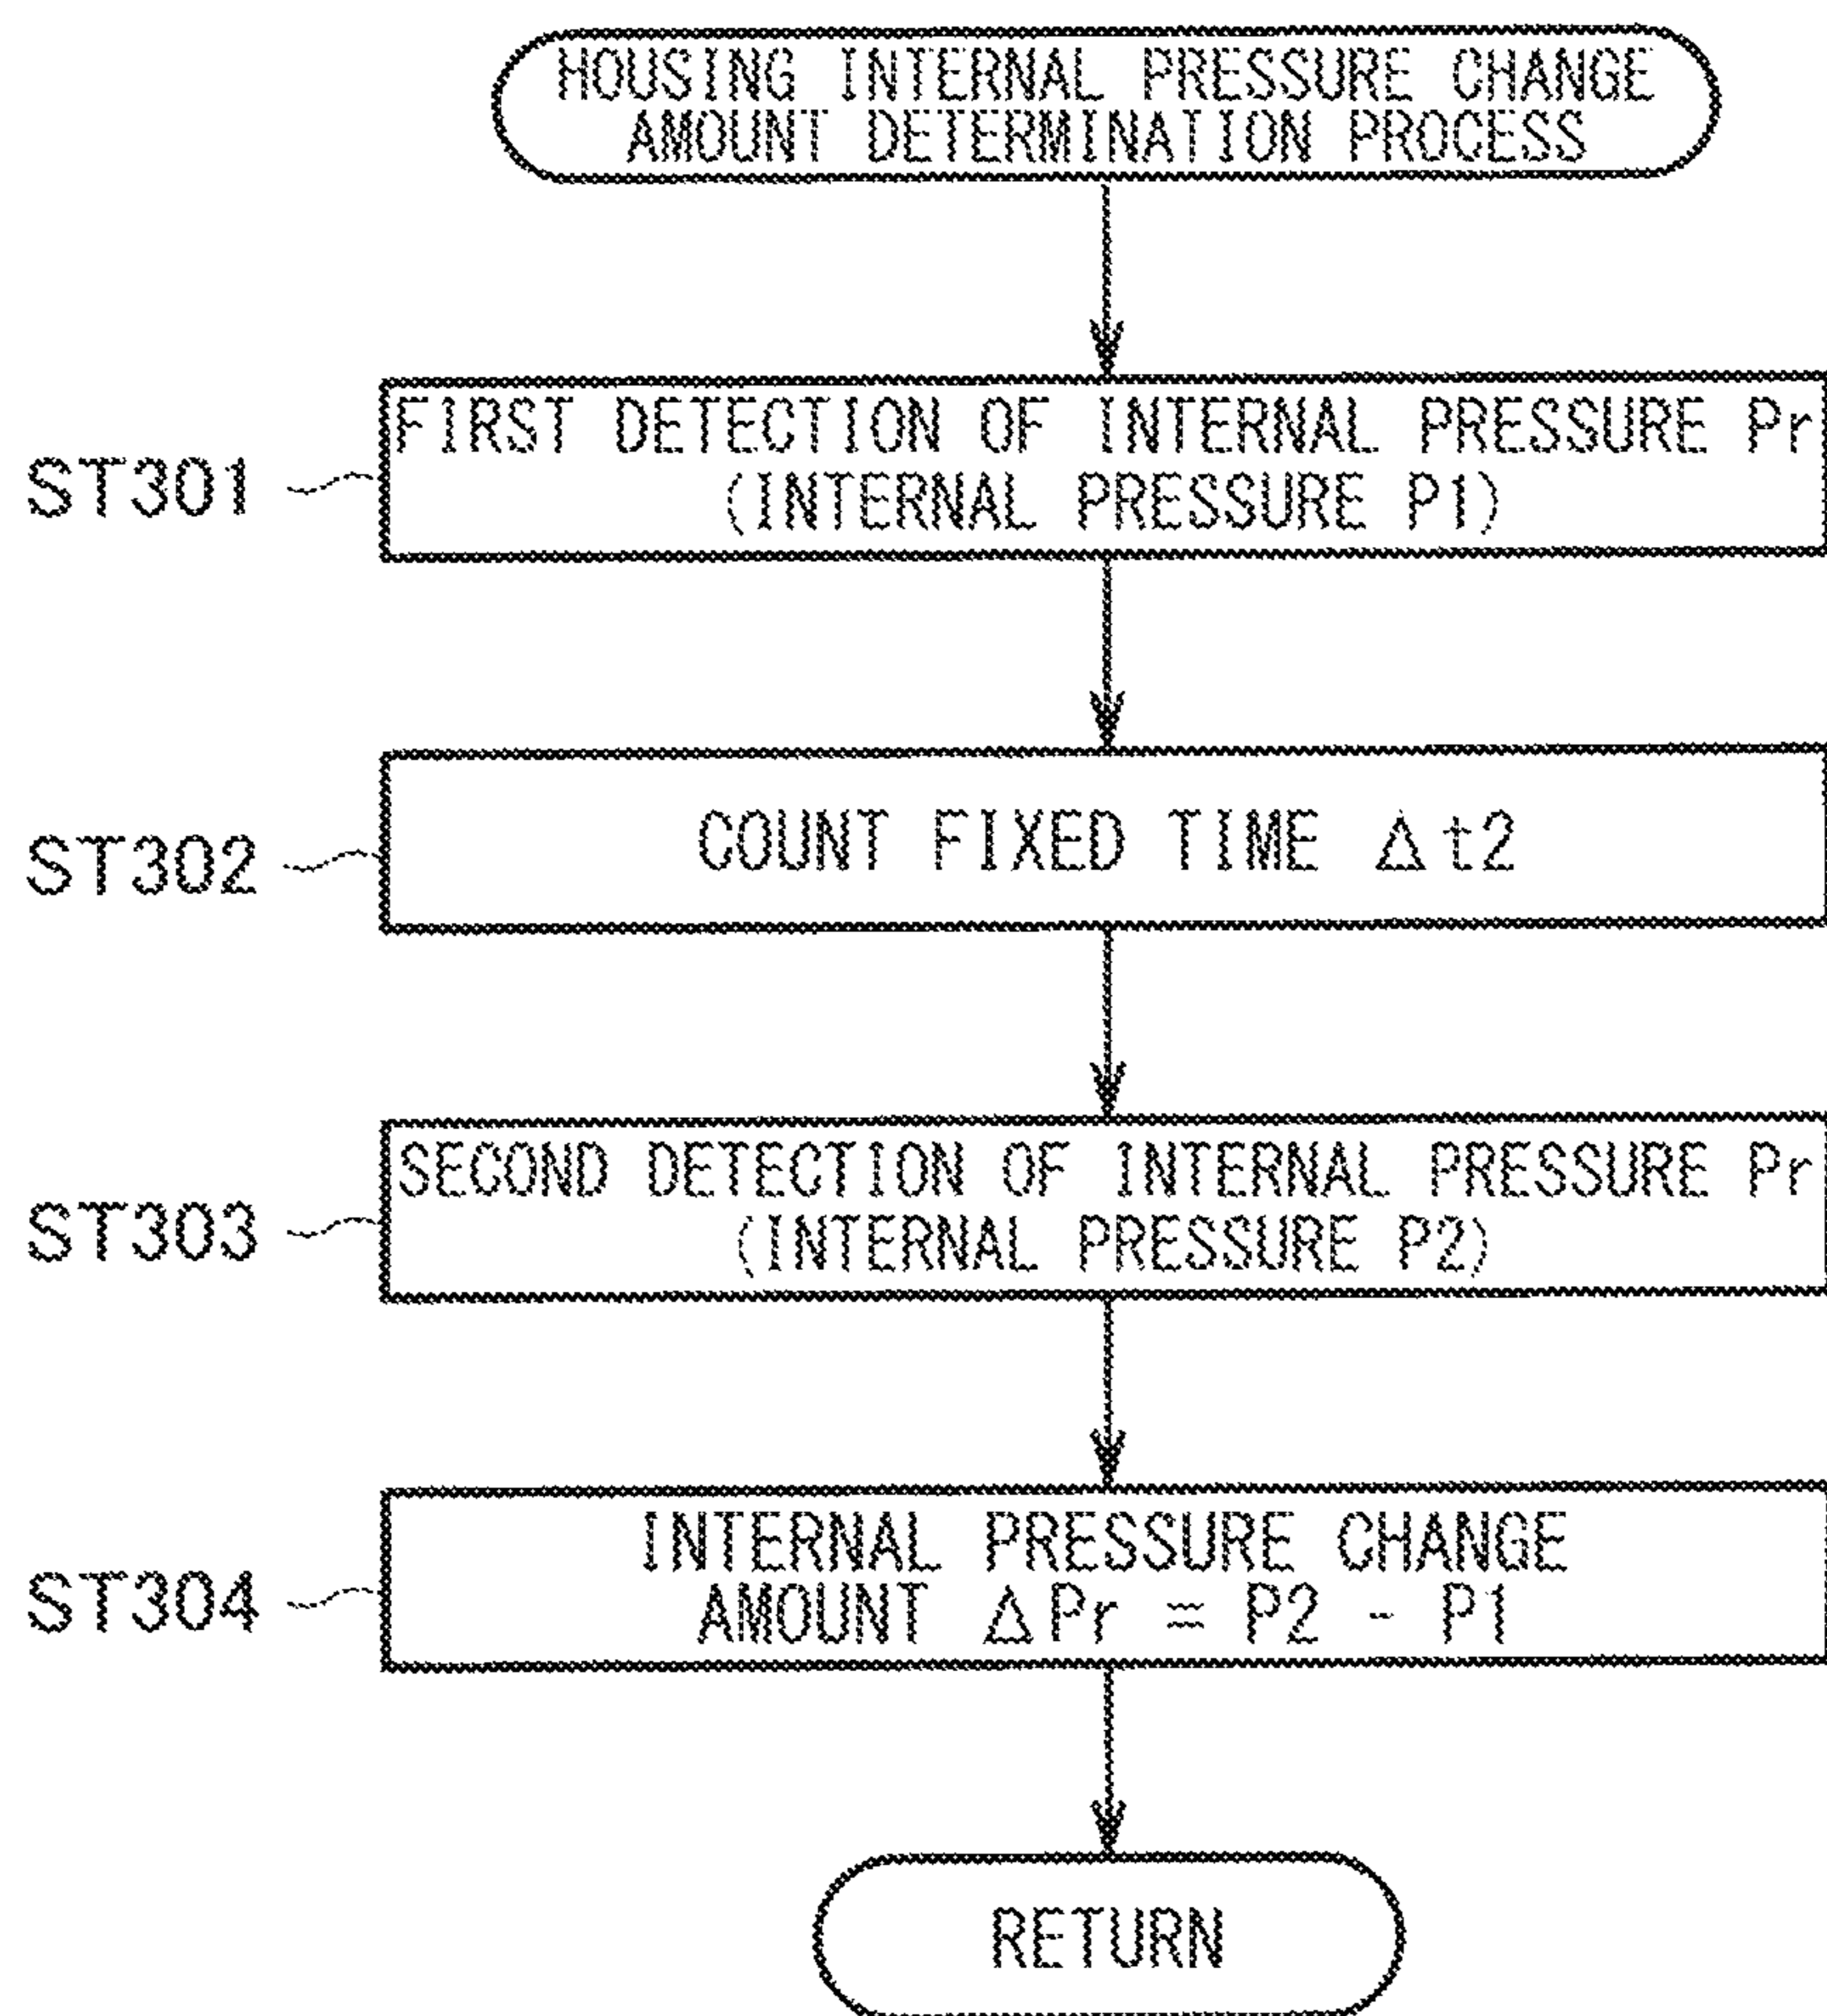 HOUSING INTERNAL PRESSURE CHANGE
AMOUNT DETERMINATION PROCESS
ST301
FIRST DETECTION OF INTERNAL PRESSURE Pr
(INTERNAL PRESSURE P1)
ST302
COUNT FIXED TIME Δt2
ST303
SECOND DETECTION OF INTERNAL PRESSURE Pr
(INTERNAL PRESSURE P2)
ST304
INTERNAL PRESSURE CHANGE
AMOUNT ΔPr = P2 - P1
RETURN